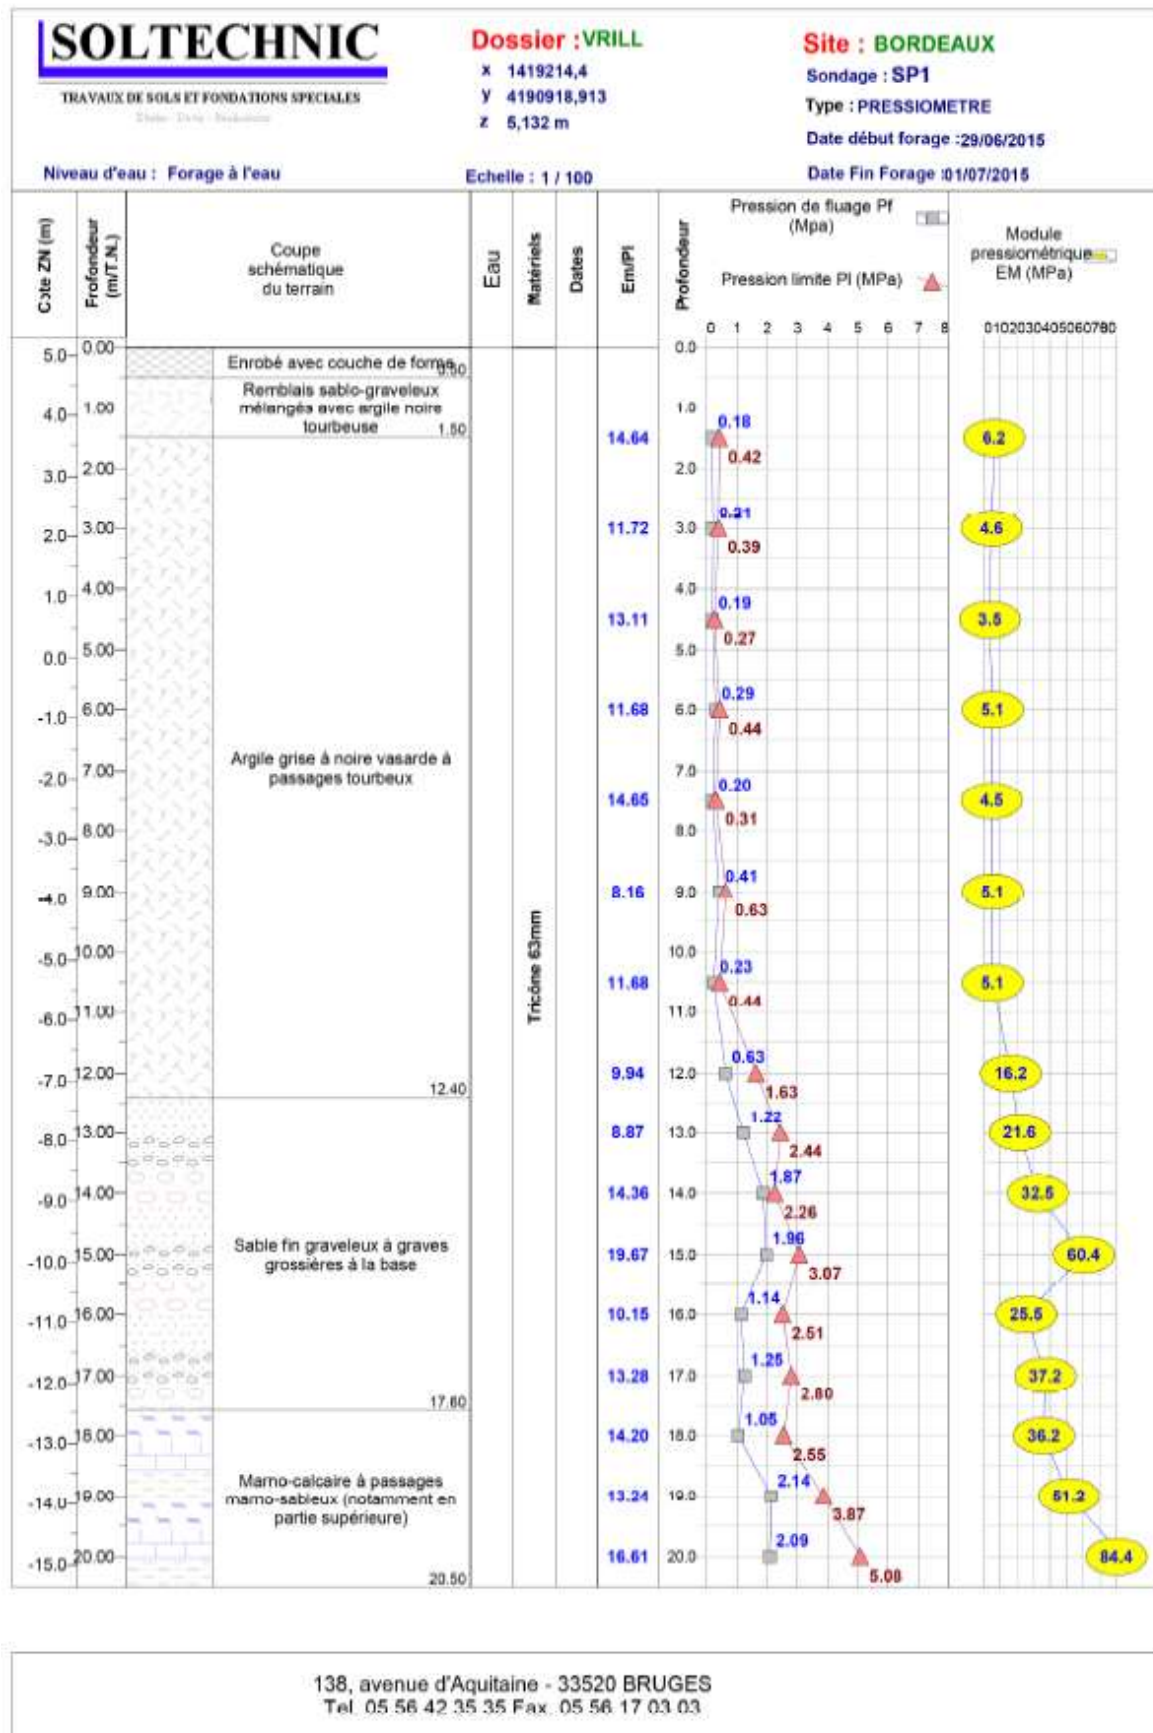 SOLTECHNIC
TRAVAUX DE SOLS ET FONDATIONS SPECIALES
Dossier : VRILL
x 1419214,4
y 4190918,913
z 5,132 m
Site : BORDEAUX
Sondage : SP1
Type : PRESSIOMETRE
Date début forage :29/06/2015
Niveau d'eau : Forage à l'eau
Echelle : 1 / 100
Date Fin Forage :01/07/2015
Cote ZN (m)
Frofondeur (m/T.N.)
Coupe
schématique
du terrain
Eau
Matériels
Dates
Em/Pl
Profondeur
Pression de fluage Pf
(Mpa)
Pression limite Pl (MPa)
0 1 2 3 4 5 6 7 8
Module
pressiométrique
EM (MPa)
01020304050607080
5.0 0.00 0.0
Enrobé avec couche de forme
0.50
Remblais sablo-graveleux
mélangés avec argile noire
tourbeuse
4.0 1.00 1.0
1.50 14.64 0.18 0.42 6.2
3.0 2.00 2.0
2.0 3.00 11.72 3.0 0.21 0.39 4.6
1.0 4.00 4.0
13.11 0.19 0.27 3.5
0.0 5.00 5.0
-1.0 6.00 11.68 6.0 0.29 0.44 5.1
Argile grise à noire vasarde à
passages tourbeux
-2.0 7.00 7.0
14.65 0.20 0.31 4.5
-3.0 8.00 8.0
-4.0 9.00 8.16 9.0 0.41 0.63 5.1
Tricône 63mm
-5.0 10.00 10.0
11.68 0.23 0.44 5.1
-6.0 11.00 11.0
-7.0 12.00 9.94 12.0 0.63 1.63 16.2
12.40
-8.0 13.00 8.87 13.0 1.22 2.44 21.6
-9.0 14.00 14.36 14.0 1.87 2.26 32.5
Sable fin graveleux à graves
grossières à la base
-10.0 15.00 19.67 15.0 1.96 3.07 60.4
-11.0 16.00 10.15 16.0 1.14 2.51 25.5
-12.0 17.00 13.28 17.0 1.25 2.80 37.2
17.60
-13.0 18.00 14.20 18.0 1.05 2.55 36.2
Marno-calcaire à passages
marno-sableux (notamment en
partie supérieure)
-14.0 19.00 13.24 19.0 2.14 3.87 51.2
-15.0 20.00 16.61 20.0 2.09 5.08 84.4
20.50
138, avenue d'Aquitaine - 33520 BRUGES
Tel. 05 56 42 35 35 Fax. 05 56 17 03 03